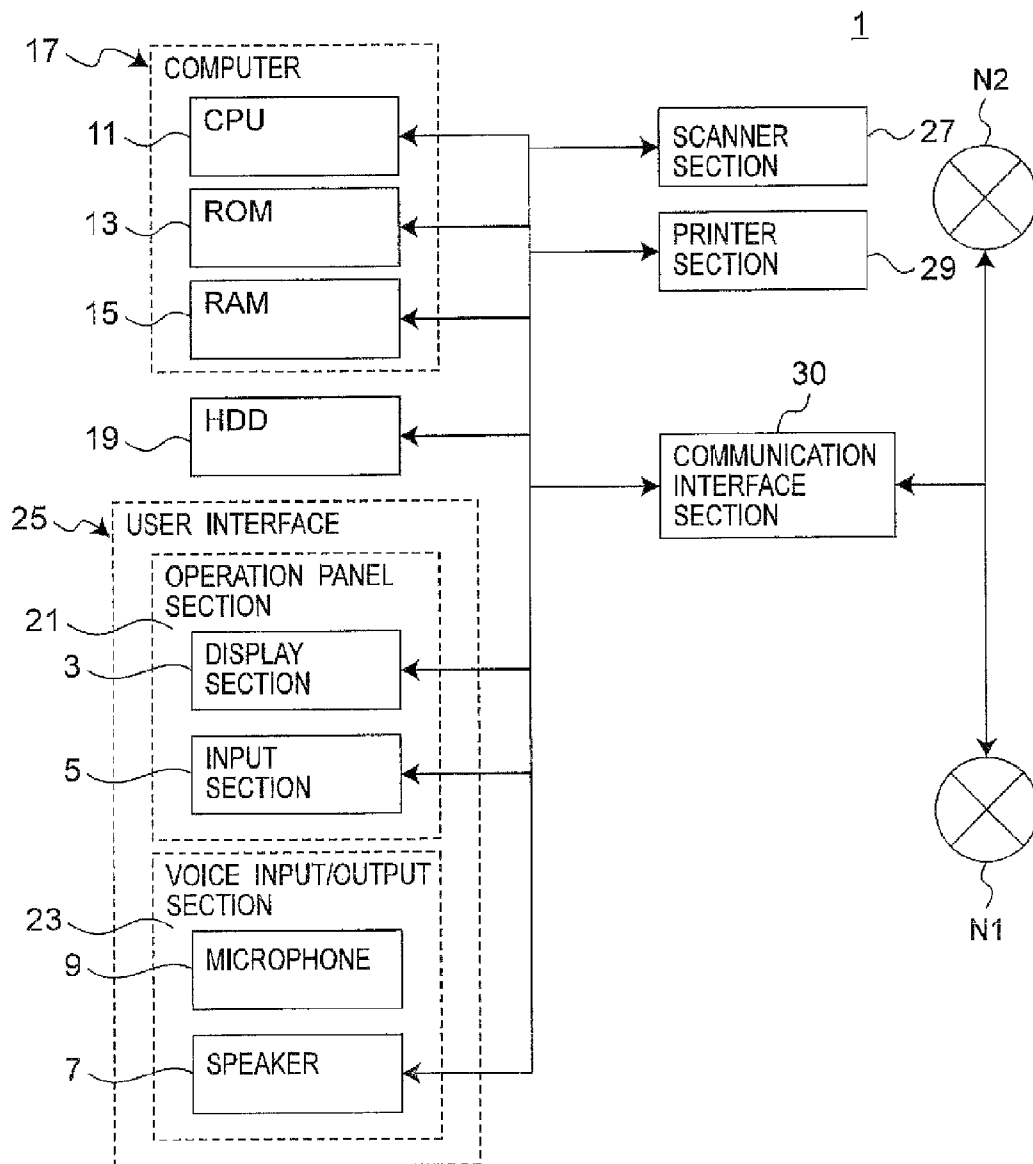 1
17
COMPUTER
11
CPU
13
ROM
15
RAM
19
HDD
25
USER INTERFACE
OPERATION PANEL
SECTION
21
3
DISPLAY
SECTION
5
INPUT
SECTION
VOICE INPUT/OUTPUT
SECTION
23
9
MICROPHONE
7
SPEAKER
SCANNER
SECTION
27
PRINTER
SECTION
29
30
COMMUNICATION
INTERFACE
SECTION
N2
N1